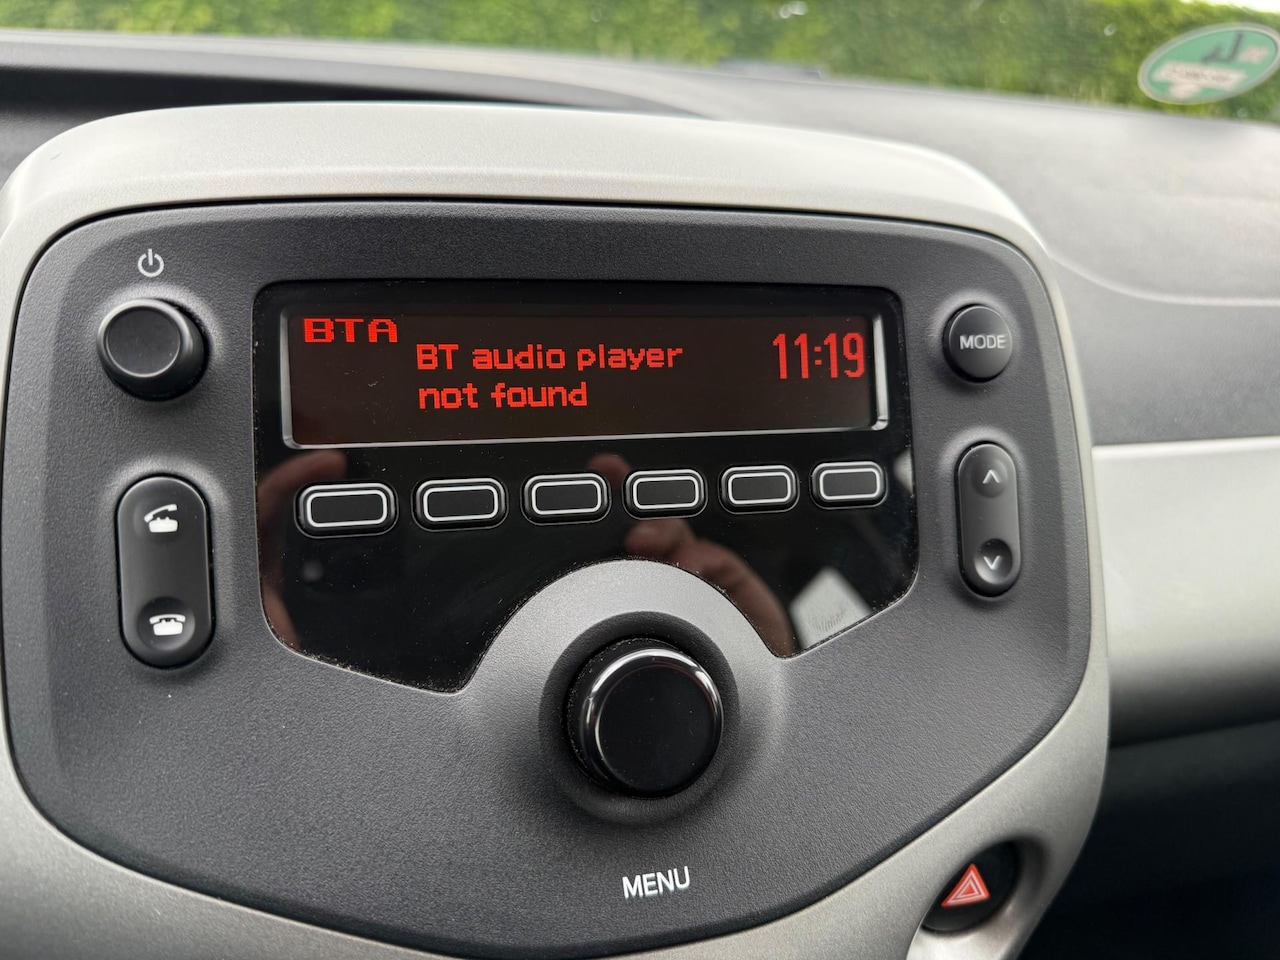 BTA
BT audio player
not found
11:19
MODE
MENU